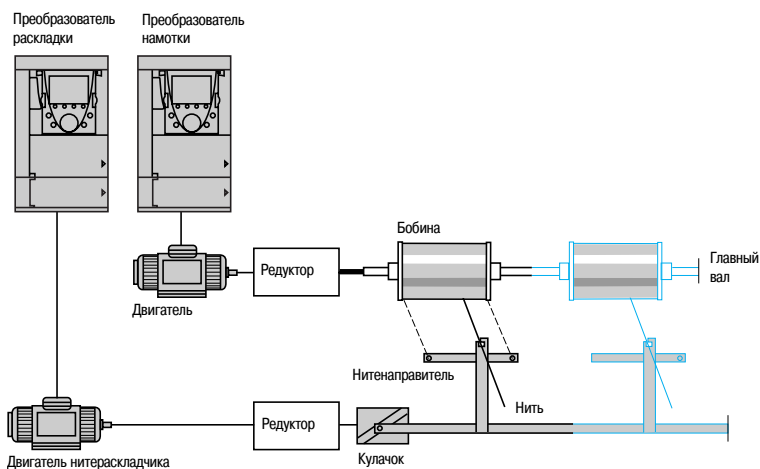 Преобразователь
раскладки
Преобразователь
намотки
Бобина
Главный
вал
Редуктор
Двигатель
Нитенаправитель
Нить
Редуктор
Кулачок
Двигатель нитераскладчика